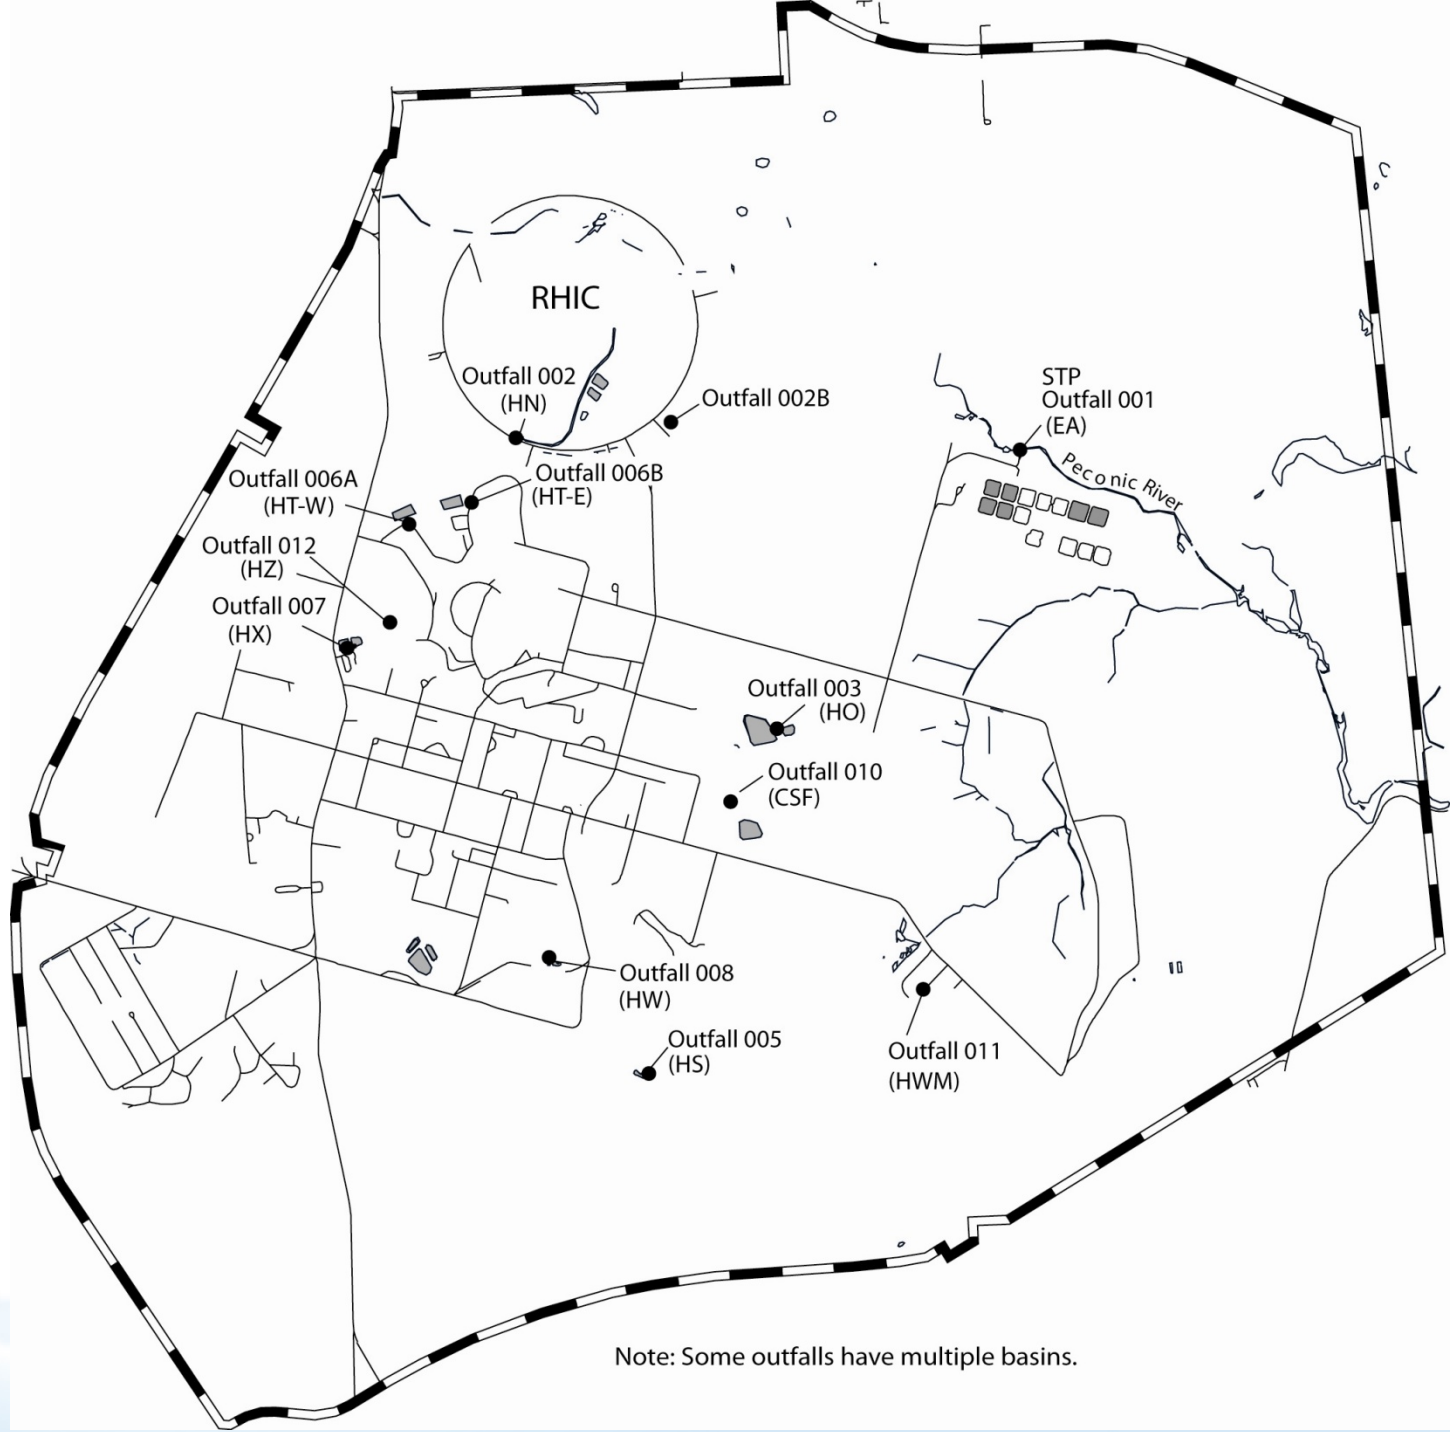 RHIC
Outfall 002
(HN)
Outfall 002B
STP
Outfall 001
(EA)
Peconic River
Outfall 006A
(HT-W)
Outfall 006B
(HT-E)
Outfall 012
(HZ)
Outfall 007
(HX)
Outfall 003
(HO)
Outfall 010
(CSF)
Outfall 008
(HW)
Outfall 005
(HS)
Outfall 011
(HWM)
Note: Some outfalls have multiple basins.